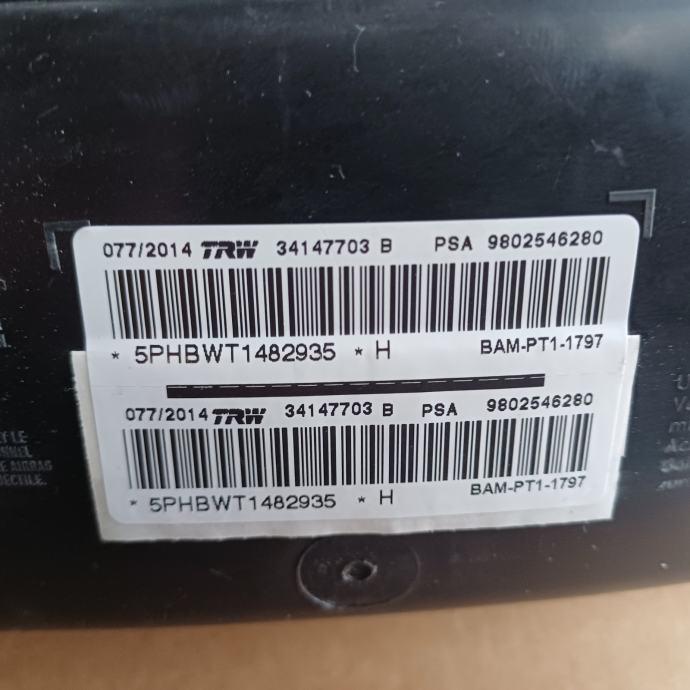 077/2014 TRW 34147703 B PSA 9802546280
* 5PHBWT1482935 * H BAM-PT1-1797
077/2014 TRW 34147703 B PSA 9802546280
* 5PHBWT1482935 * H BAM-PT1-1797
AIRBAG